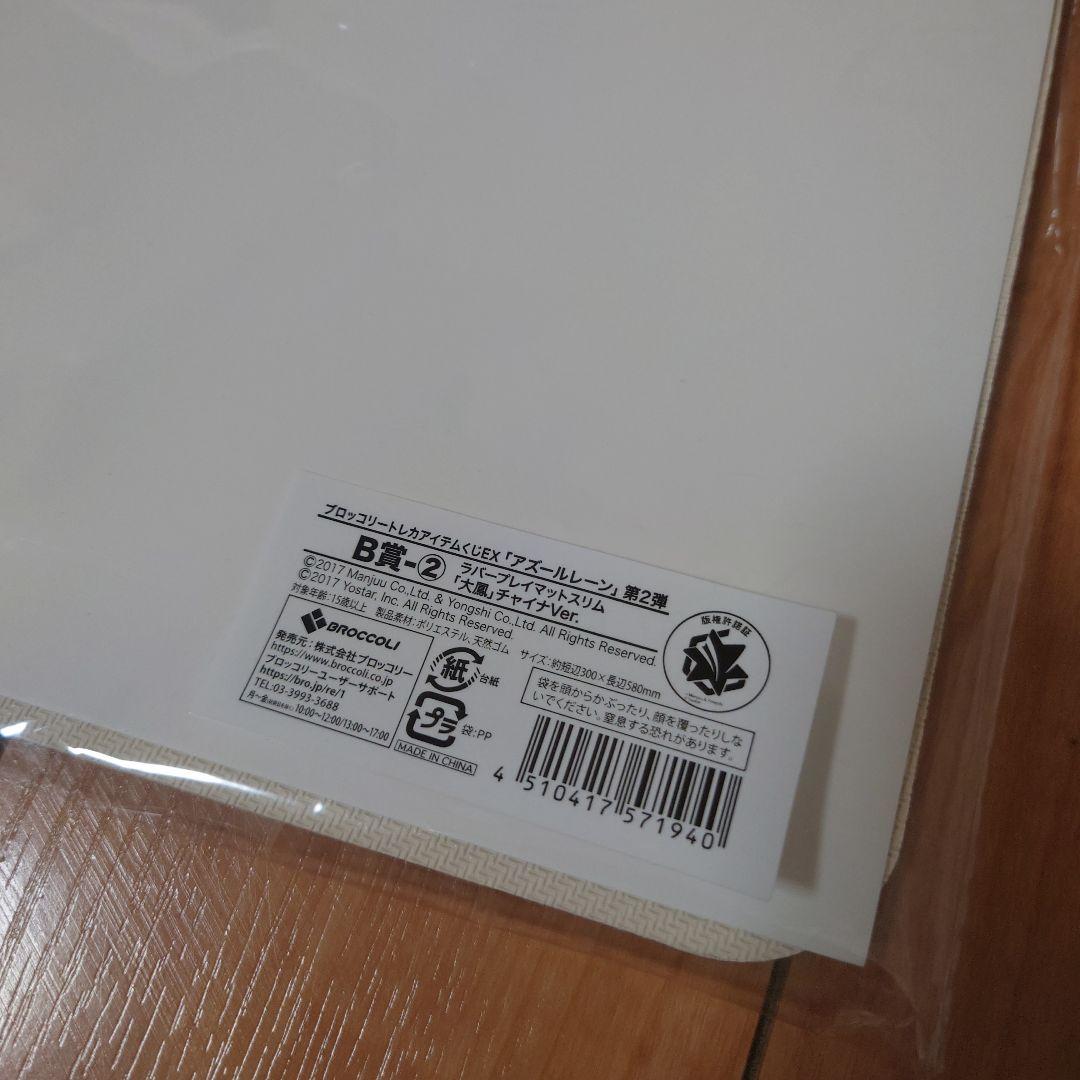 ブロッコリートレカアイテムくじEX「アズールレーン」第2弾
B賞-② ラバープレイマットスリム
「大鳳」チャイナVer.
©2017 Manjuu Co.,Ltd. & Yongshi Co.,Ltd. All Rights Reserved.
©2017 Yostar, Inc. All Rights Reserved.
対象年齢:15歳以上 製品素材:ポリエステル、天然ゴム サイズ:約短辺300×長辺580mm
BROCCOLI
発売元:株式会社ブロッコリー
https://www.broccoli.co.jp
ブロッコリーユーザーサポート
https://bro.jp/re/1
TEL:03-3993-3688
月~金 10:00~12:00/13:00~17:00
紙 台紙
プラ 袋:PP
MADE IN CHINA
版権許諾証
袋を頭からかぶったり、顔を覆ったりしな
いでください。窒息する恐れがあります。
4 510417 571940